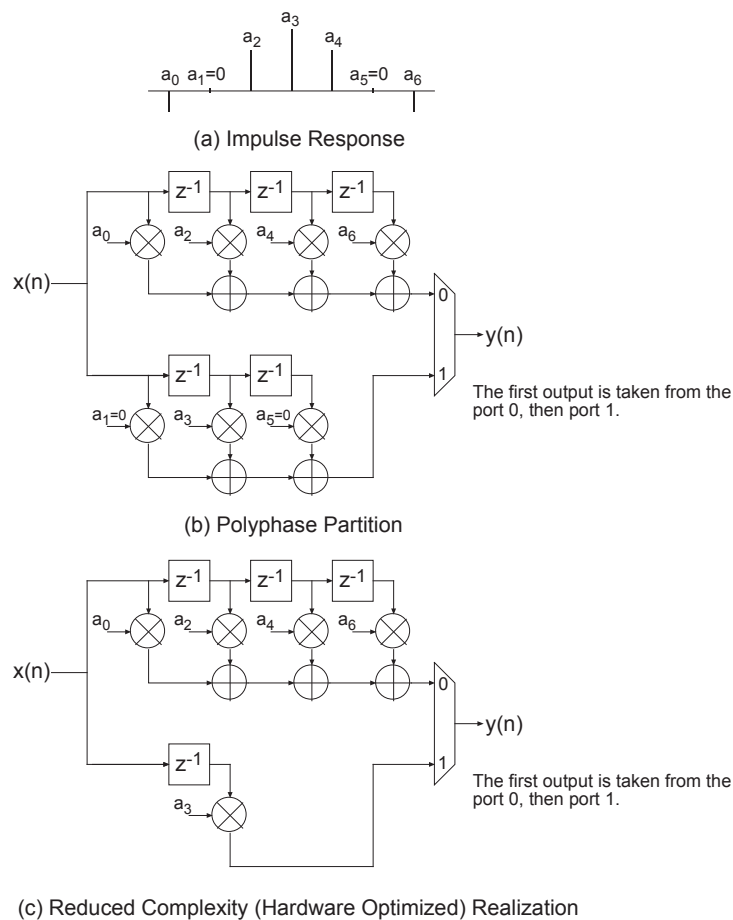 a3
a2 a4
a0 a1=0 a5=0 a6
(a) Impulse Response
z-1 z-1 z-1
a0 a2 a4 a6
x(n)
0
y(n)
z-1 z-1
1
The first output is taken from the
port 0, then port 1.
a1=0 a3 a5=0
(b) Polyphase Partition
z-1 z-1 z-1
a0 a2 a4 a6
x(n)
0
y(n)
z-1
1
The first output is taken from the
port 0, then port 1.
a3
(c) Reduced Complexity (Hardware Optimized) Realization